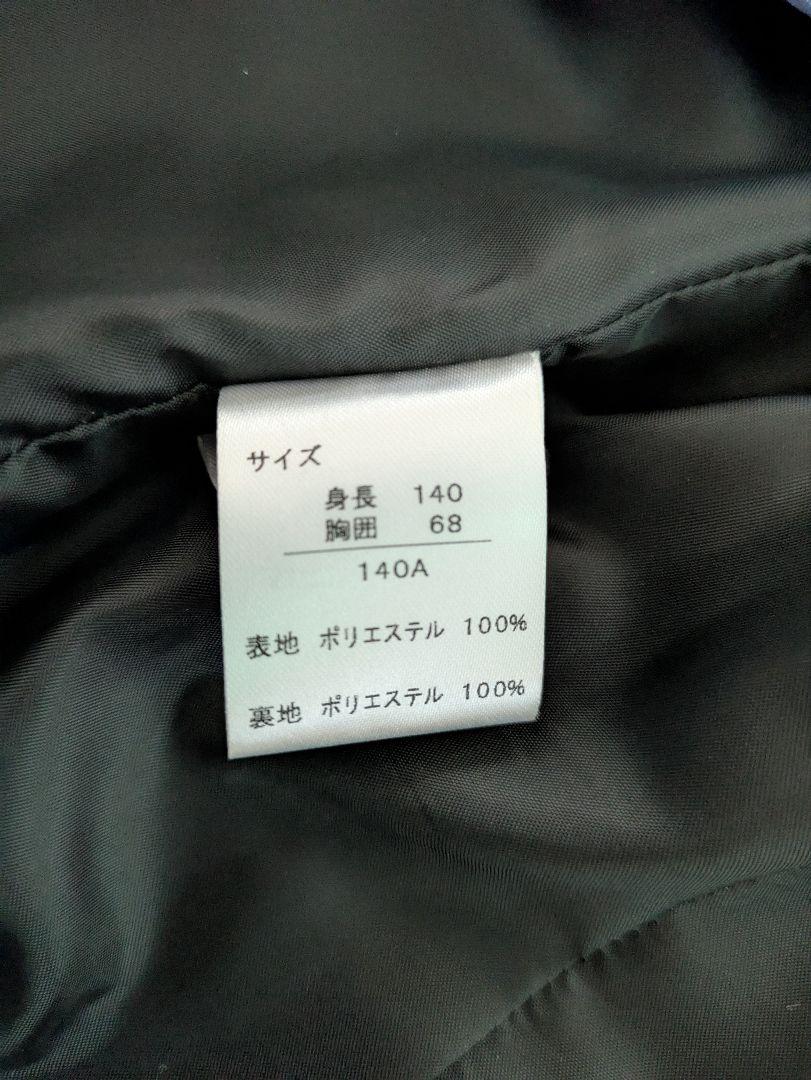 サイズ
身長 140
胸囲 68
140A
表地 ポリエステル 100%
裏地 ポリエステル 100%